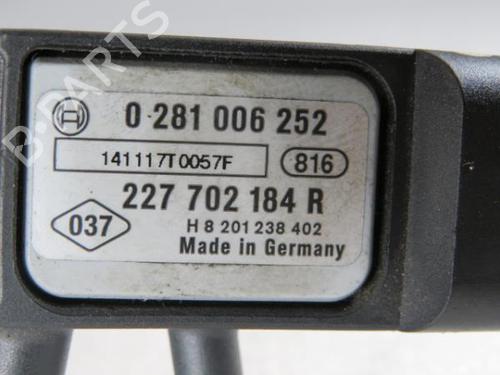 0 281 006 252
141117T0057F 816
227 702 184 R
037 H 8 201 238 402
Made in Germany
B-PARTS